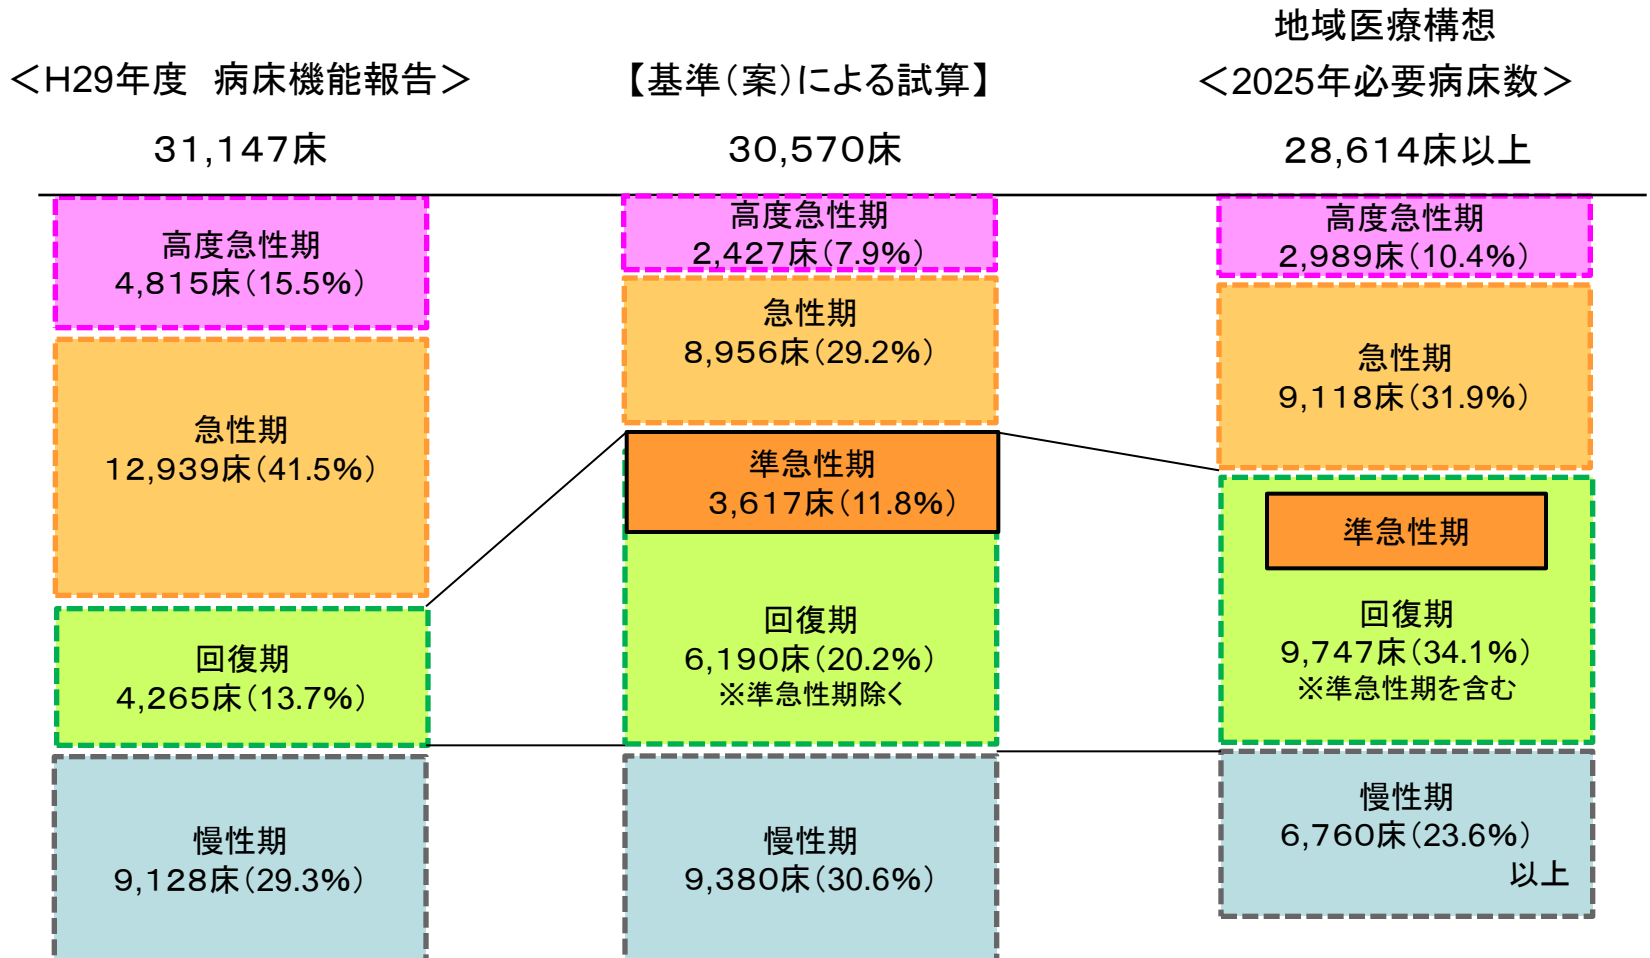 ＜H29年度　病床機能報告＞
31,147床
高度急性期
4,815床（15.5%）
急性期
12,939床（41.5%）
回復期
4,265床（13.7%）
慢性期
9,128床（29.3%）
【基準（案）による試算】
30,570床
高度急性期
2,427床（7.9%）
急性期
8,956床（29.2%）
準急性期
3,617床（11.8%）
回復期
6,190床（20.2%）
※準急性期除く
慢性期
9,380床（30.6%）
地域医療構想
＜2025年必要病床数＞
28,614床以上
高度急性期
2,989床（10.4%）
急性期
9,118床（31.9%）
準急性期
回復期
9,747床（34.1%）
※準急性期を含む
慢性期
6,760床（23.6%）
以上